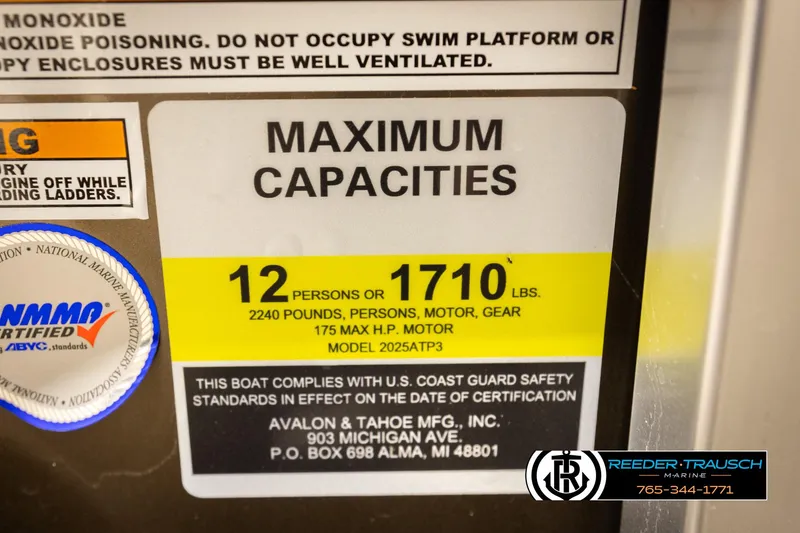 MONOXIDE
NOXIDE POISONING. DO NOT OCCUPY SWIM PLATFORM OR
OPY ENCLOSURES MUST BE WELL VENTILATED.
NG
RY
GINE OFF WHILE
DING LADDERS.
NATIONAL MARINE MANUFACTURERS ASSOCIATION
NMMA®
CERTIFIED
ABYC® standards
MAXIMUM
CAPACITIES
12 PERSONS OR 1710 LBS.
2240 POUNDS, PERSONS, MOTOR, GEAR
175 MAX H.P. MOTOR
MODEL 2025ATP3
THIS BOAT COMPLIES WITH U.S. COAST GUARD SAFETY
STANDARDS IN EFFECT ON THE DATE OF CERTIFICATION
AVALON & TAHOE MFG., INC.
903 MICHIGAN AVE.
P.O. BOX 698 ALMA, MI 48801
REEDER·TRAUSCH
MARINE
765-344-1771